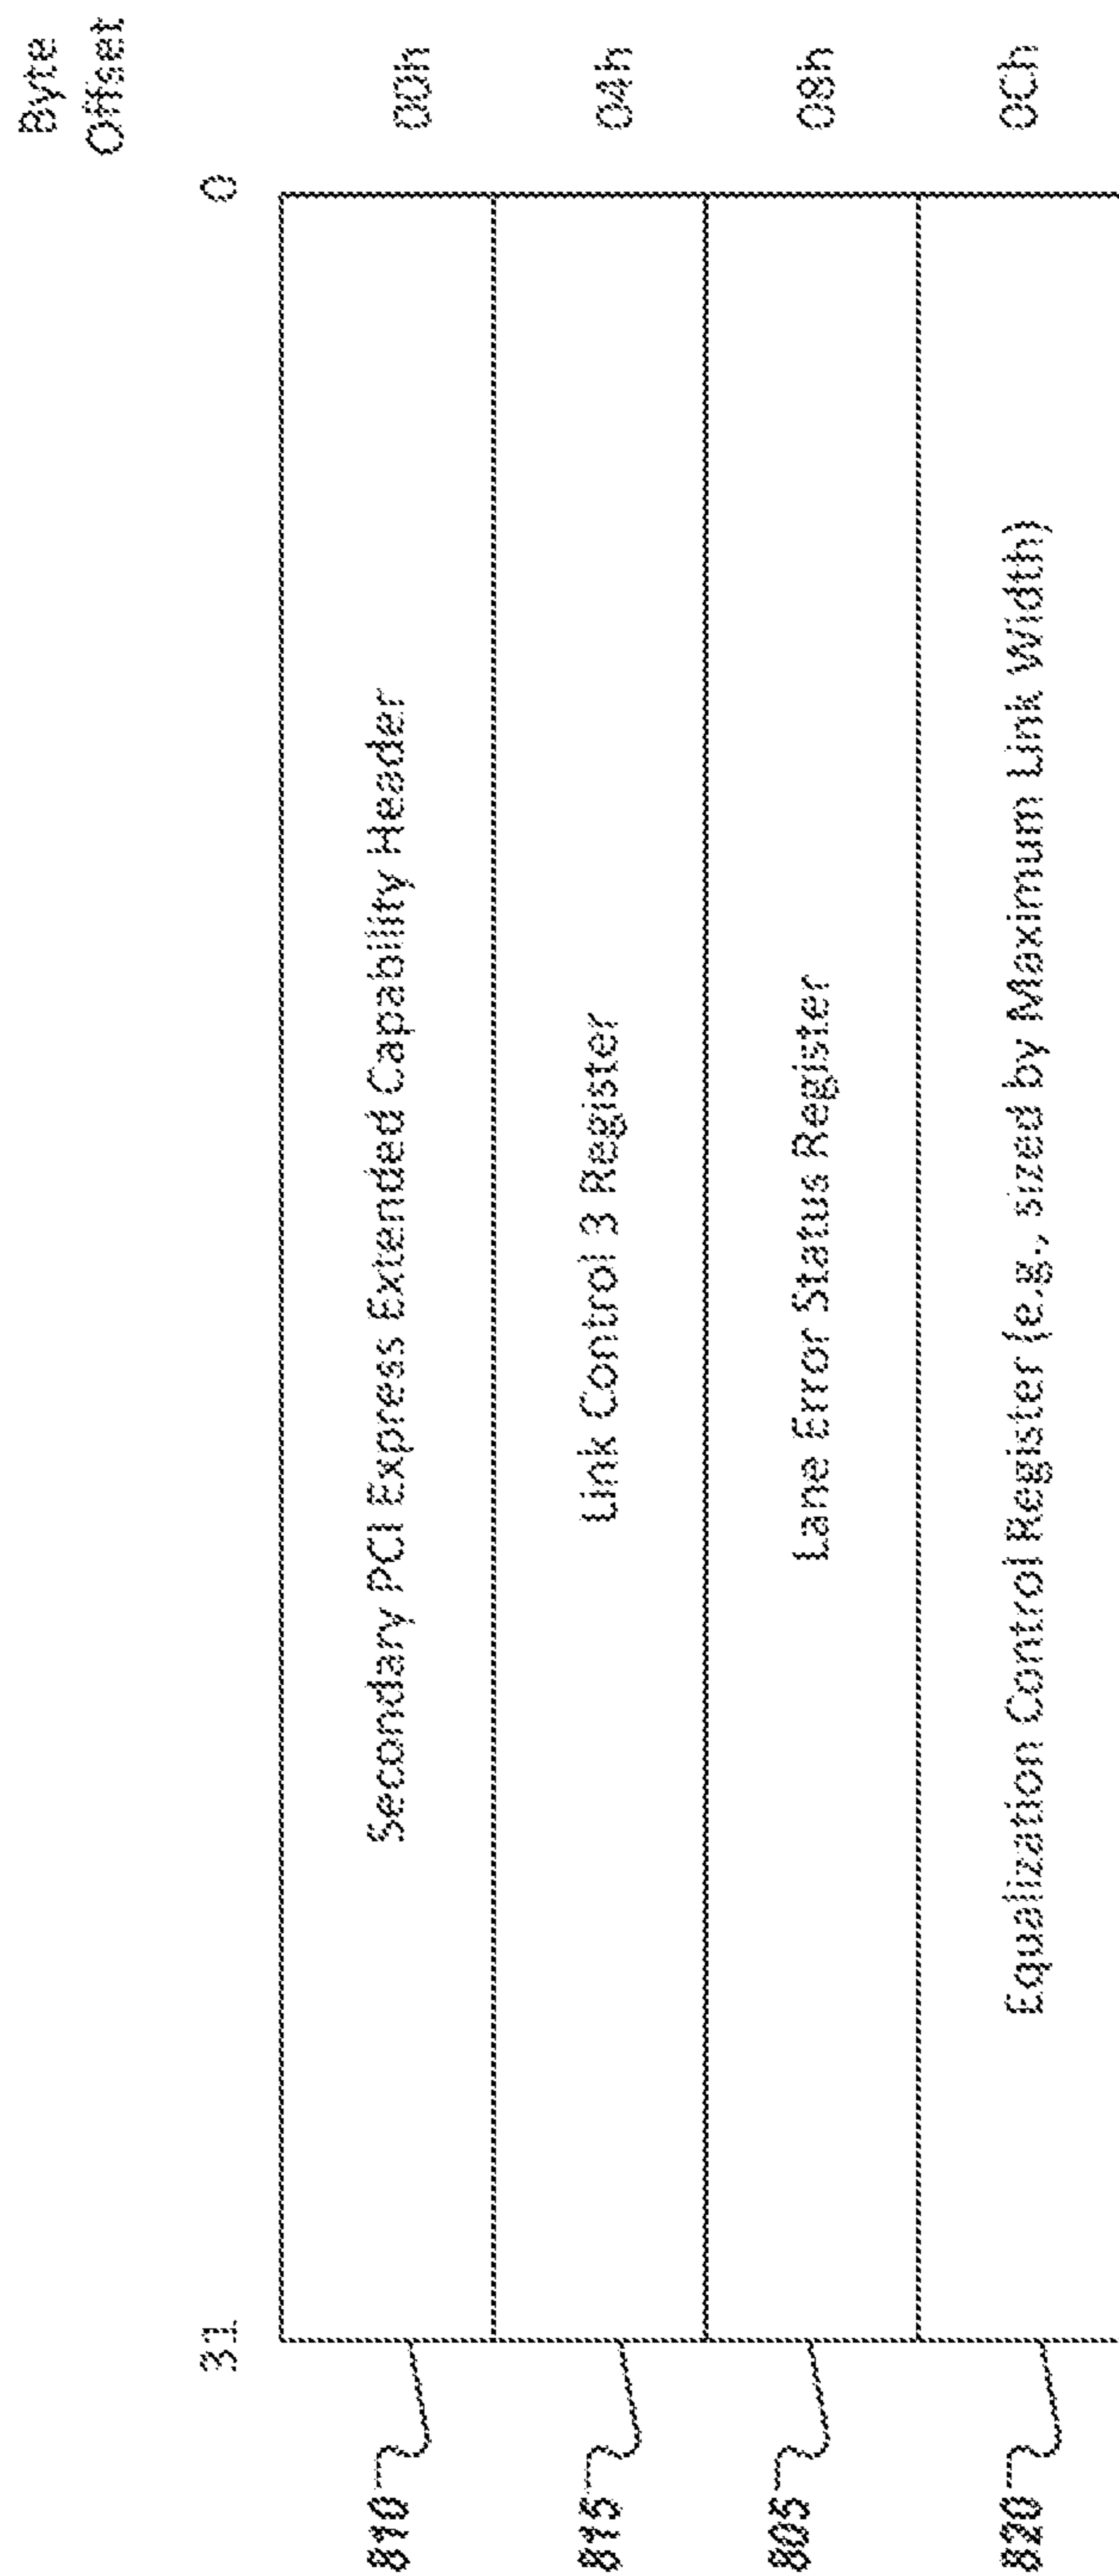 Byte
Offset
31
0
810
Secondary PCI Express Extended Capability Header
00h
815
Link Control 3 Register
04h
805
Lane Error Status Register
08h
820
Equalization Control Register (e.g., sized by Maximum Link Width)
0Ch